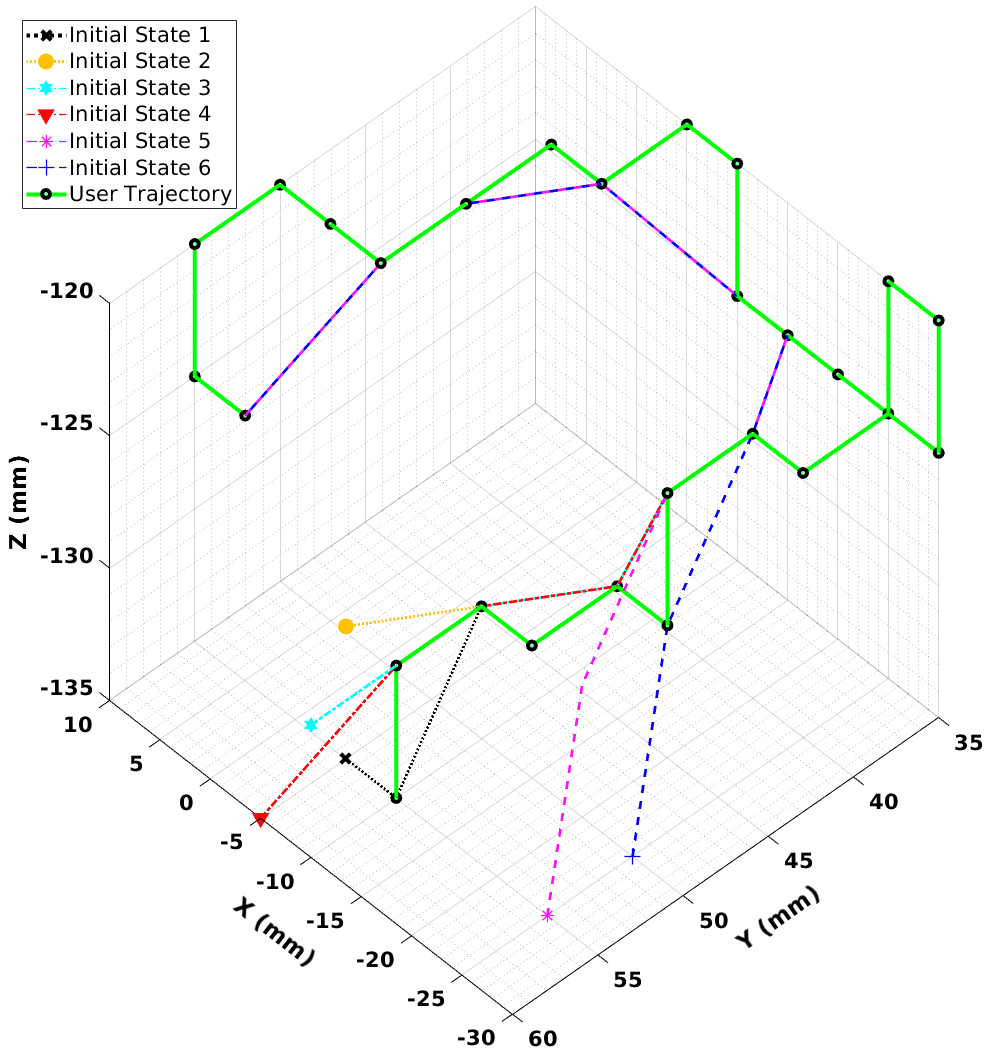 Initial State 1
Initial State 2
Initial State 3
Initial State 4
Initial State 5
Initial State 6
User Trajectory
-120
-125
-130
-135
Z (mm)
10
5
0
-5
-10
-15
-20
-25
-30
X (mm)
35
40
45
50
55
60
Y (mm)